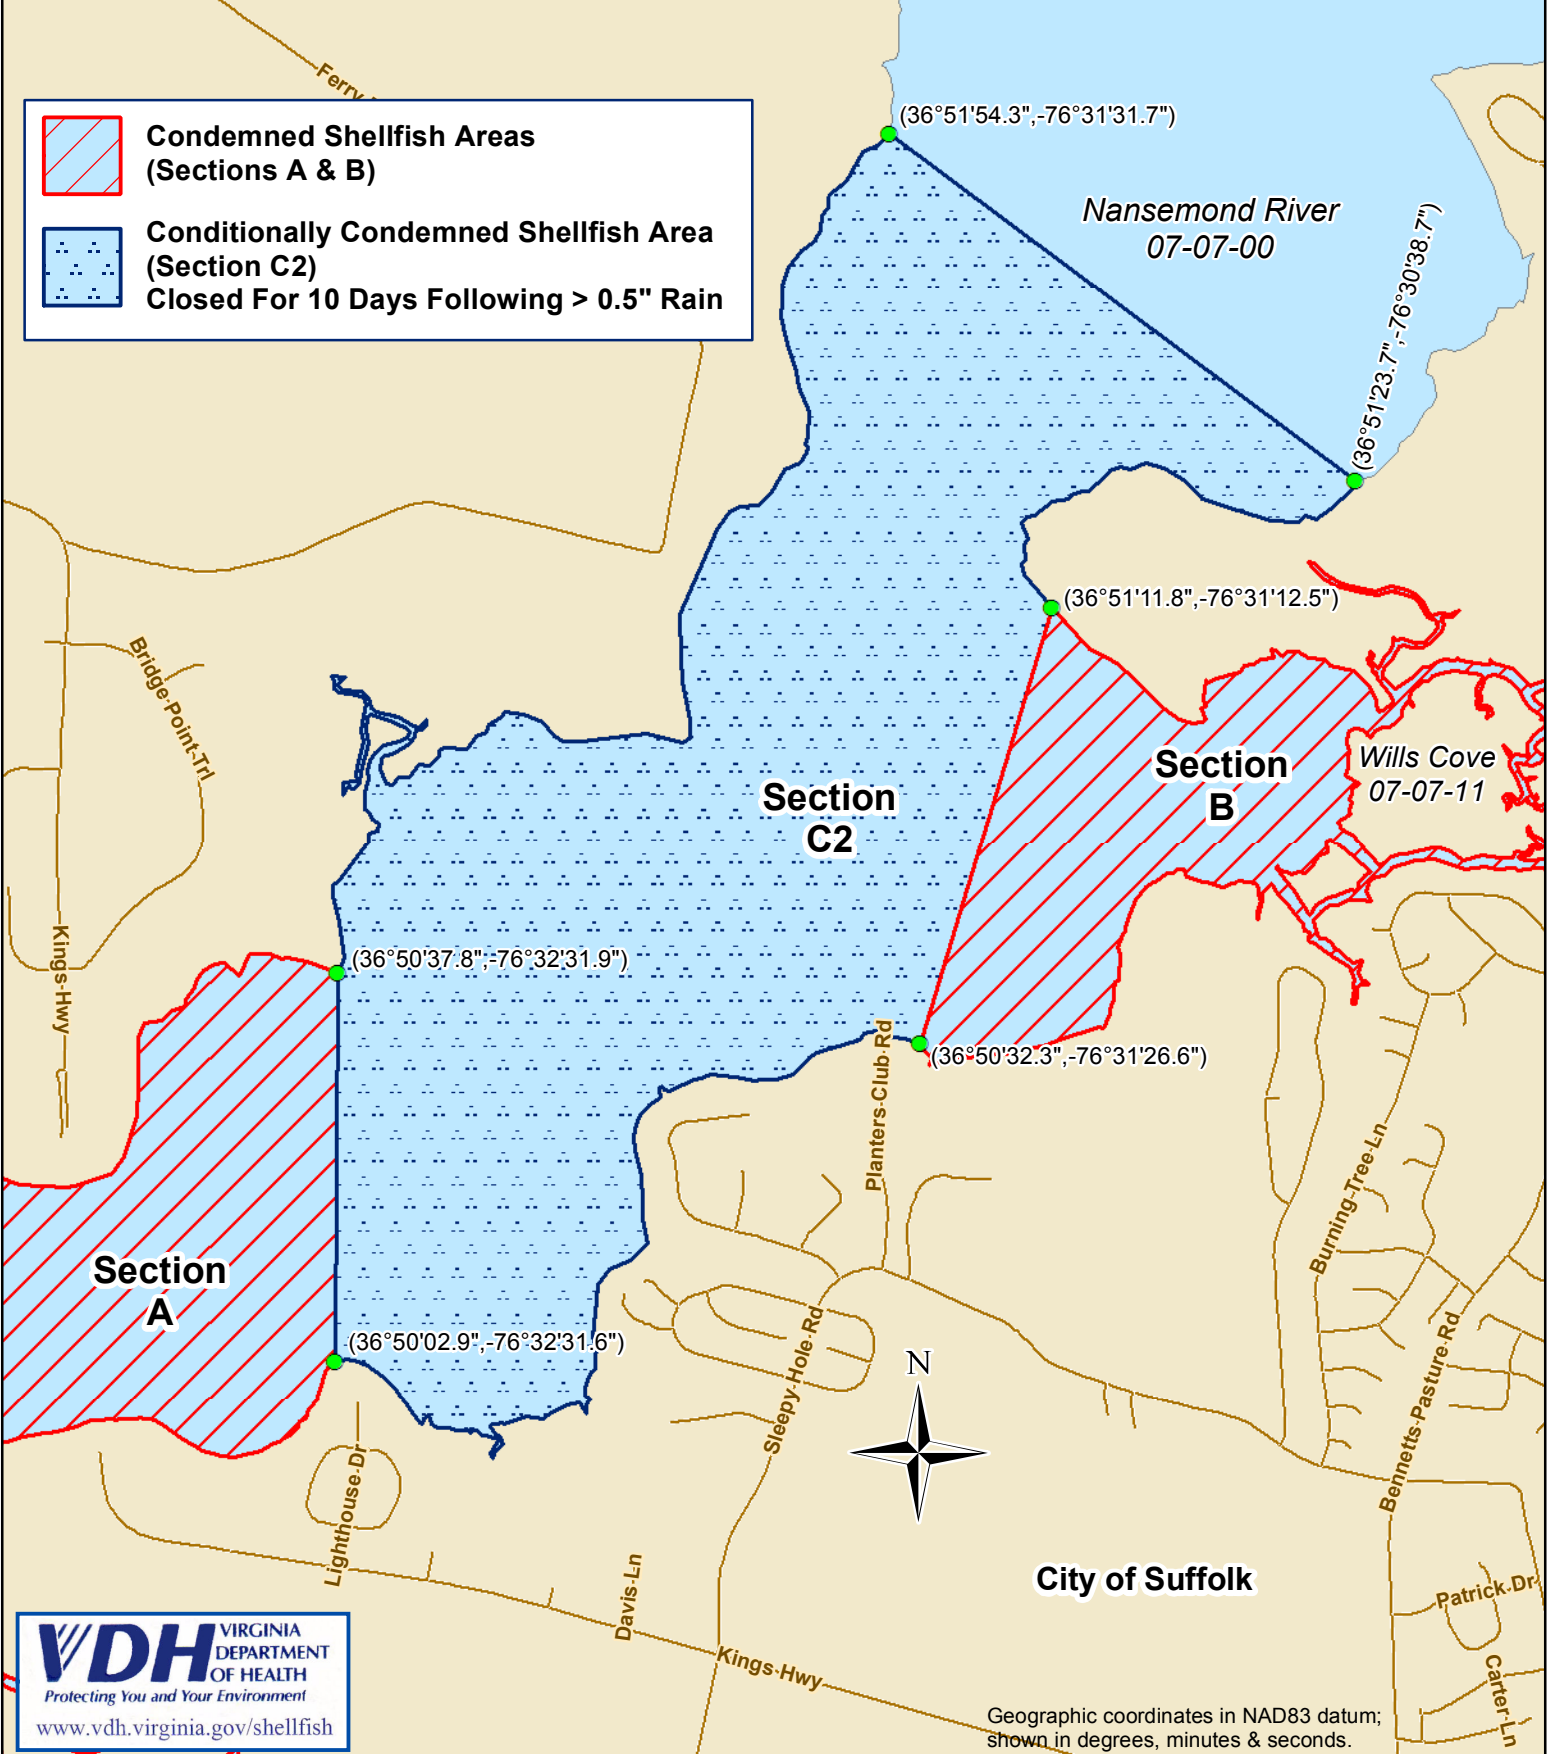 Ferry
Condemned Shellfish Areas
(Sections A & B)
Conditionally Condemned Shellfish Area
(Section C2)
Closed For 10 Days Following > 0.5" Rain
(36°51'54.3",-76°31'31.7")
Nansemond River
07-07-00
(36°51'23.7",-76°30'38.7")
(36°51'11.8",-76°31'12.5")
Bridge Point Trl
Section
B
Wills Cove
07-07-11
Section
C2
Kings Hwy
(36°50'37.8",-76°32'31.9")
(36°50'32.3",-76°31'26.6")
Planters Club Rd
Burning Tree Ln
Section
A
(36°50'02.9",-76°32'31.6")
Sleepy Hole Rd
Bennetts Pasture Rd
N
Lighthouse Dr
Davis Ln
City of Suffolk
Patrick Dr
Kings Hwy
Carter Ln
VDH
VIRGINIA
DEPARTMENT
OF HEALTH
Protecting You and Your Environment
www.vdh.virginia.gov/shellfish
Geographic coordinates in NAD83 datum;
shown in degrees, minutes & seconds.